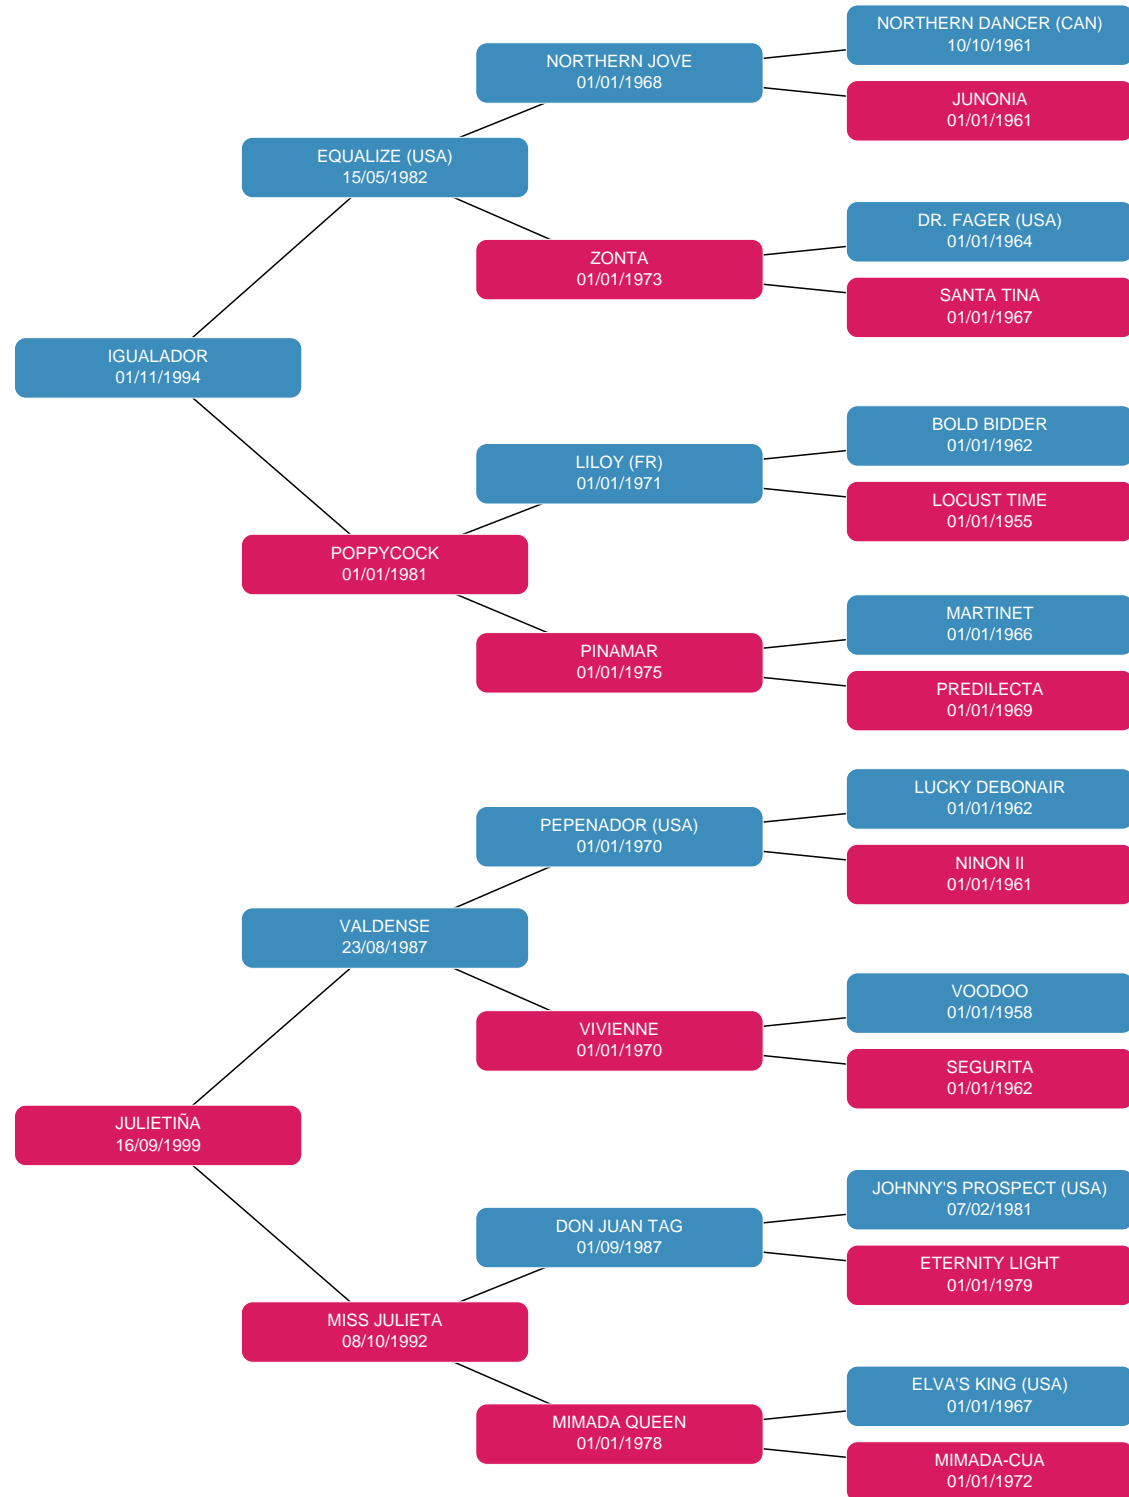 NORTHERN DANCER (CAN)
10/10/1961
NORTHERN JOVE
01/01/1968
JUNONIA
01/01/1961
EQUALIZE (USA)
15/05/1982
DR. FAGER (USA)
01/01/1964
ZONTA
01/01/1973
SANTA TINA
01/01/1967
IGUALADOR
01/11/1994
BOLD BIDDER
01/01/1962
LILOY (FR)
01/01/1971
LOCUST TIME
01/01/1955
POPPYCOCK
01/01/1981
MARTINET
01/01/1966
PINAMAR
01/01/1975
PREDILECTA
01/01/1969
LUCKY DEBONAIR
01/01/1962
PEPENADOR (USA)
01/01/1970
NINON II
01/01/1961
VALDENSE
23/08/1987
VOODOO
01/01/1958
VIVIENNE
01/01/1970
SEGURITA
01/01/1962
JULIETIÑA
16/09/1999
JOHNNY'S PROSPECT (USA)
07/02/1981
DON JUAN TAG
01/09/1987
ETERNITY LIGHT
01/01/1979
MISS JULIETA
08/10/1992
ELVA'S KING (USA)
01/01/1967
MIMADA QUEEN
01/01/1978
MIMADA-CUA
01/01/1972